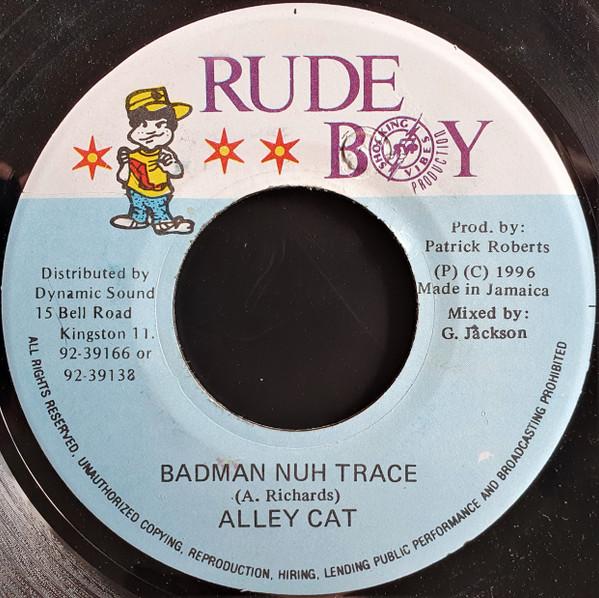 RUDE
BOY
SHOCKING VIBES
PRODUCTION
Prod. by:
Patrick Roberts
(P) (C) 1996
Made in Jamaica
Mixed by:
G. Jackson
Distributed by
Dynamic Sound
15 Bell Road
Kingston 11.
92-39166 or
92-39138
BADMAN NUH TRACE
(A. Richards)
ALLEY CAT
ALL RIGHTS RESERVED. UNAUTHORIZED COPYING, REPRODUCTION, HIRING, LENDING PUBLIC PERFORMANCE AND BROADCASTING PROHIBITED